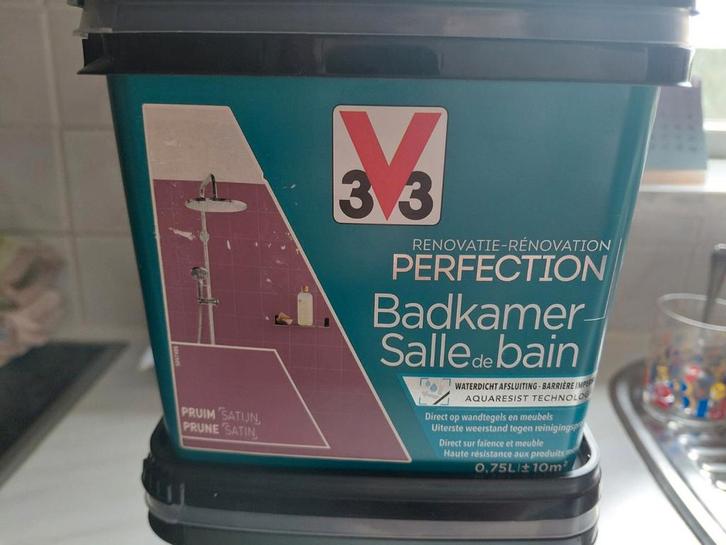 3V3
RENOVATIE-RÉNOVATION
PERFECTION
Badkamer
Salle de bain
WATERDICHT AFSLUITING - BARRIÈRE
AQUARESIST
Direct op wandtegels en meubels
Uiterste weerstand tegen
Direct sur faïence et meuble
Haute résistance aux produits
0,75L ± 10m²
PRUIM SATIJN
PRUNE SATIN